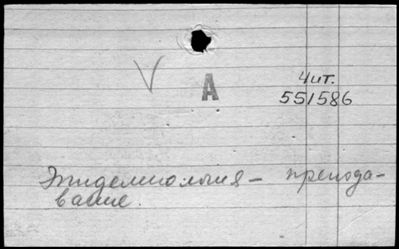 А
Чит.
551586
Эпидемиология — препода-
вание.